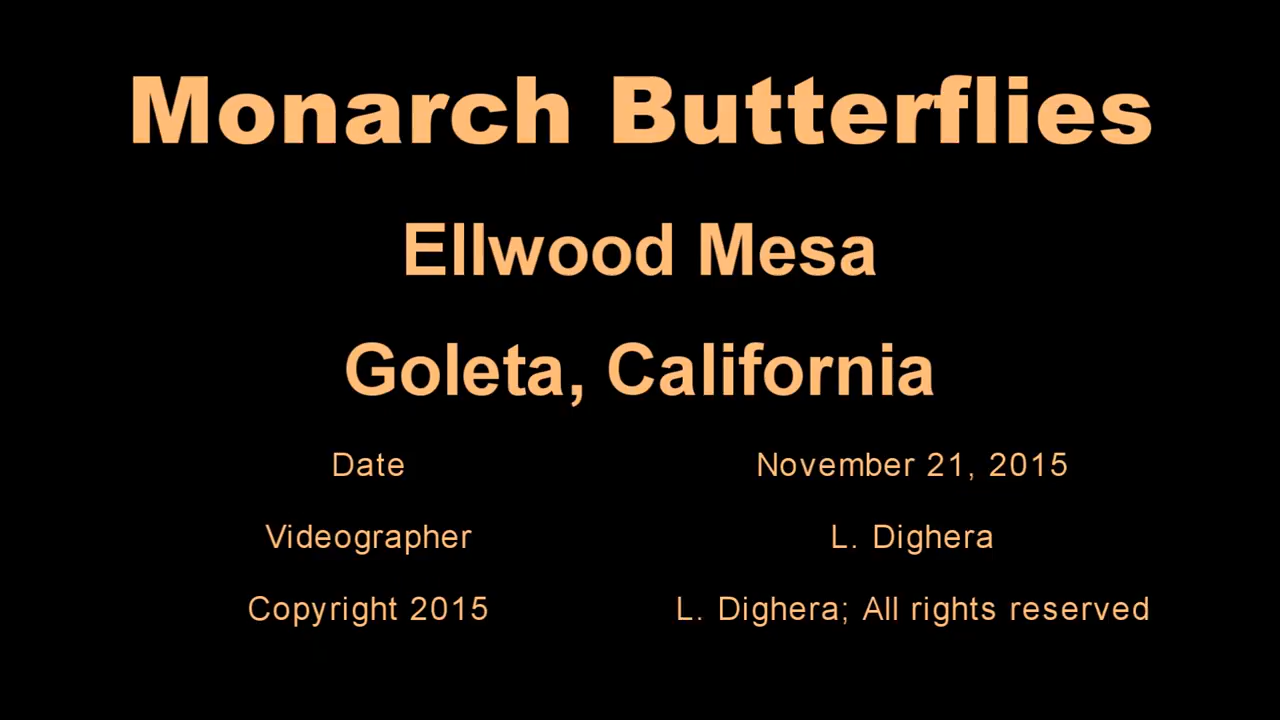 Monarch Butterflies
Ellwood Mesa
Goleta, California
Date November 21, 2015
Videographer L. Dighera
Copyright 2015 L. Dighera; All rights reserved